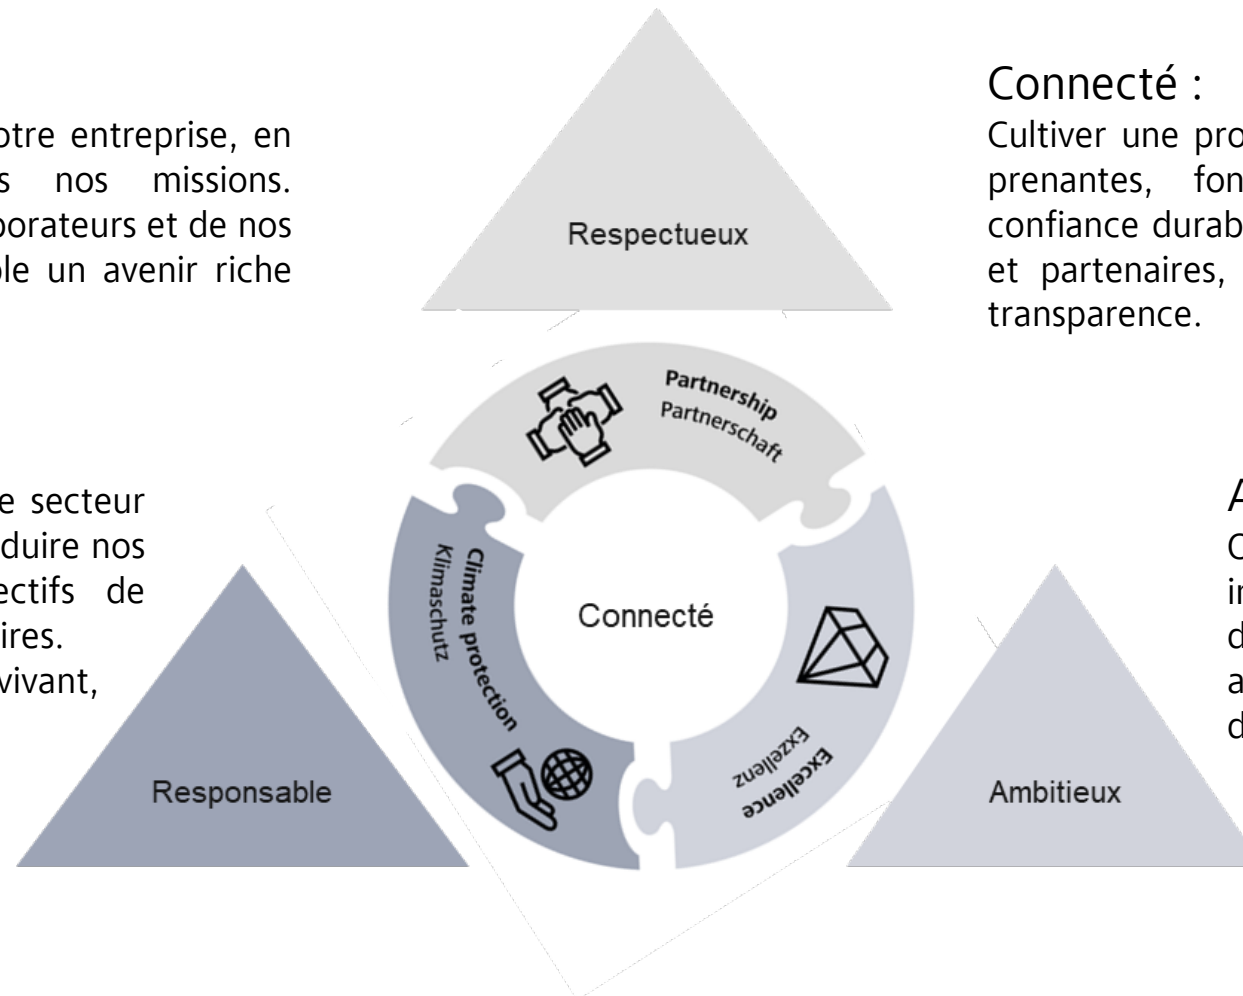 otre entreprise, en
s nos missions.
porateurs et de nos
ble un avenir riche
Connecté :
Cultiver une pro
prenantes, fon
confiance durab
et partenaires,
transparence.
Respectueux
Partnership
Partnerschaft
e secteur
duire nos
ectifs de
ires.
vivant,
Climate protection
Klimaschutz
Connecté
Excellence
Exzellenz
Responsable
Ambitieux
A
C
in
d
a
d